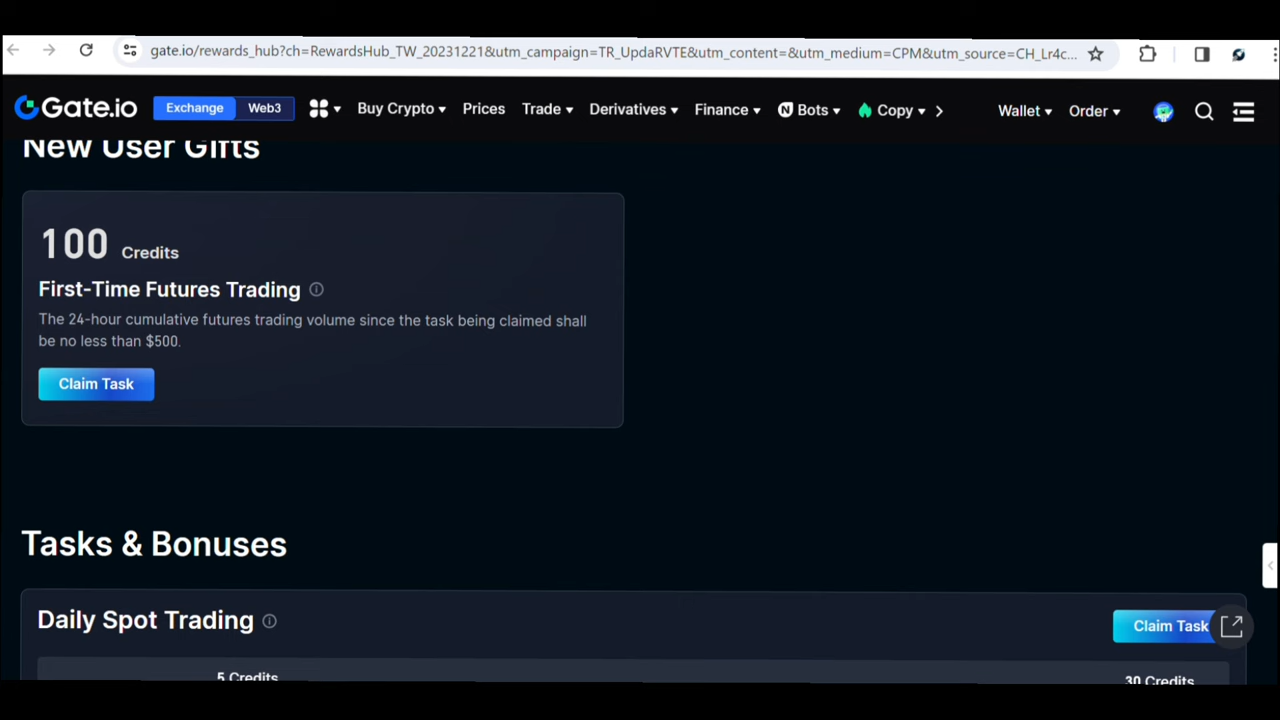 gate.io/rewards_hub?ch=RewardsHub_TW_20231221&utm_campaign=TR_UpdaRVTE&utm_content=&utm_medium=CPM&utm_source=CH_Lr4c...
Gate.io Exchange Web3 Buy Crypto Prices Trade Derivatives Finance Bots Copy Wallet Order
New User Gifts
100 Credits
First-Time Futures Trading
The 24-hour cumulative futures trading volume since the task being claimed shall
be no less than $500.
Claim Task
Tasks & Bonuses
Daily Spot Trading
Claim Task
5 Credits 30 Credits